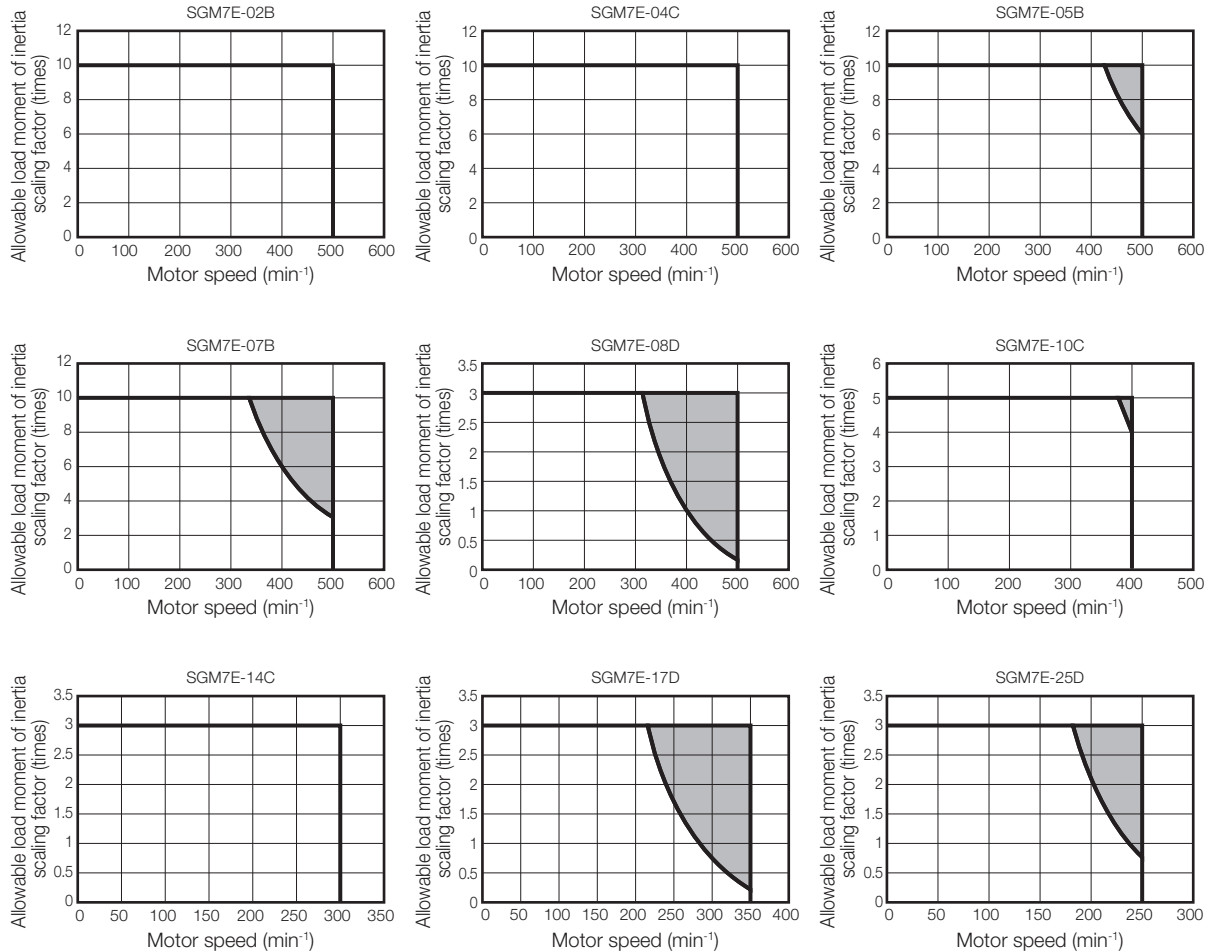 SGM7E-02B
Allowable load moment of inertia
scaling factor (times)
12
10
8
6
4
2
0
0 100 200 300 400 500 600
Motor speed (min-1)
SGM7E-04C
Allowable load moment of inertia
scaling factor (times)
12
10
8
6
4
2
0
0 100 200 300 400 500 600
Motor speed (min-1)
SGM7E-05B
Allowable load moment of inertia
scaling factor (times)
12
10
8
6
4
2
0
0 100 200 300 400 500 600
Motor speed (min-1)
SGM7E-07B
Allowable load moment of inertia
scaling factor (times)
12
10
8
6
4
2
0
0 100 200 300 400 500 600
Motor speed (min-1)
SGM7E-08D
Allowable load moment of inertia
scaling factor (times)
3.5
3
2.5
2
1.5
1
0.5
0
0 100 200 300 400 500 600
Motor speed (min-1)
SGM7E-10C
Allowable load moment of inertia
scaling factor (times)
6
5
4
3
2
1
0
0 100 200 300 400 500
Motor speed (min-1)
SGM7E-14C
Allowable load moment of inertia
scaling factor (times)
3.5
3
2.5
2
1.5
1
0.5
0
0 50 100 150 200 250 300 350
Motor speed (min-1)
SGM7E-17D
Allowable load moment of inertia
scaling factor (times)
3.5
3
2.5
2
1.5
1
0.5
0
0 50 100 150 200 250 300 350 400
Motor speed (min-1)
SGM7E-25D
Allowable load moment of inertia
scaling factor (times)
3.5
3
2.5
2
1.5
1
0.5
0
0 50 100 150 200 250 300
Motor speed (min-1)